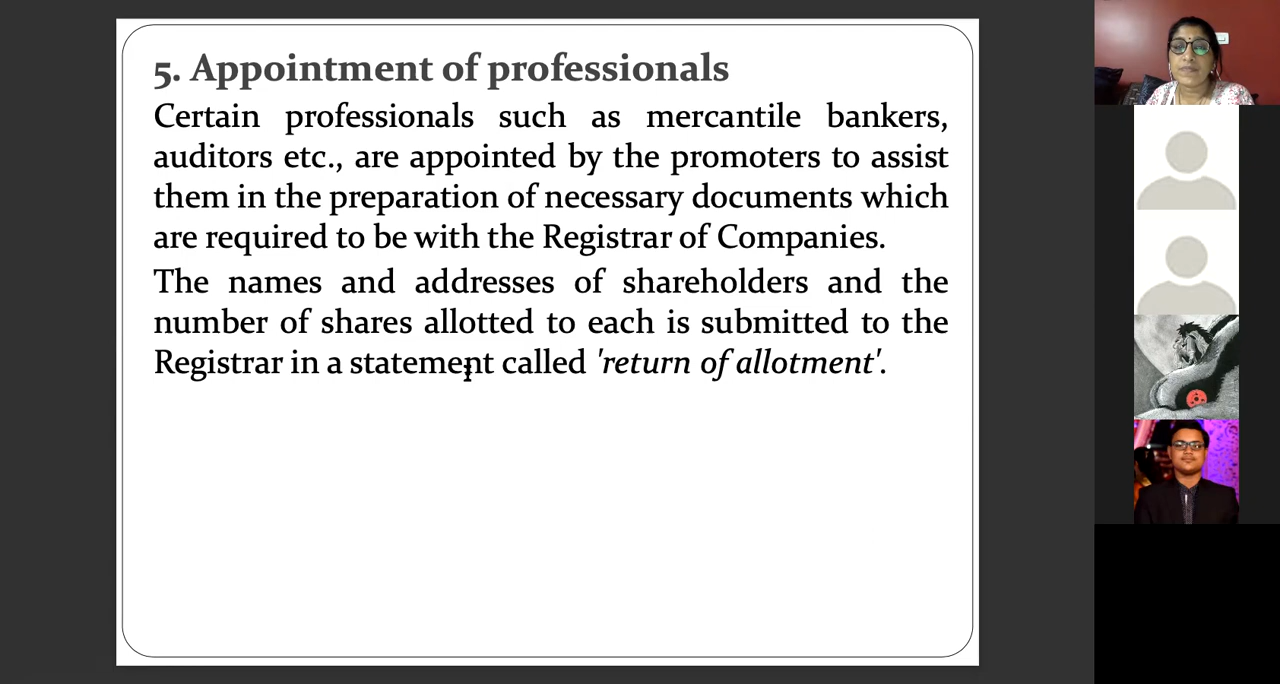 5. Appointment of professionals
Certain professionals such as mercantile bankers,
auditors etc., are appointed by the promoters to assist
them in the preparation of necessary documents which
are required to be with the Registrar of Companies.
The names and addresses of shareholders and the
number of shares allotted to each is submitted to the
Registrar in a statement called 'return of allotment'.